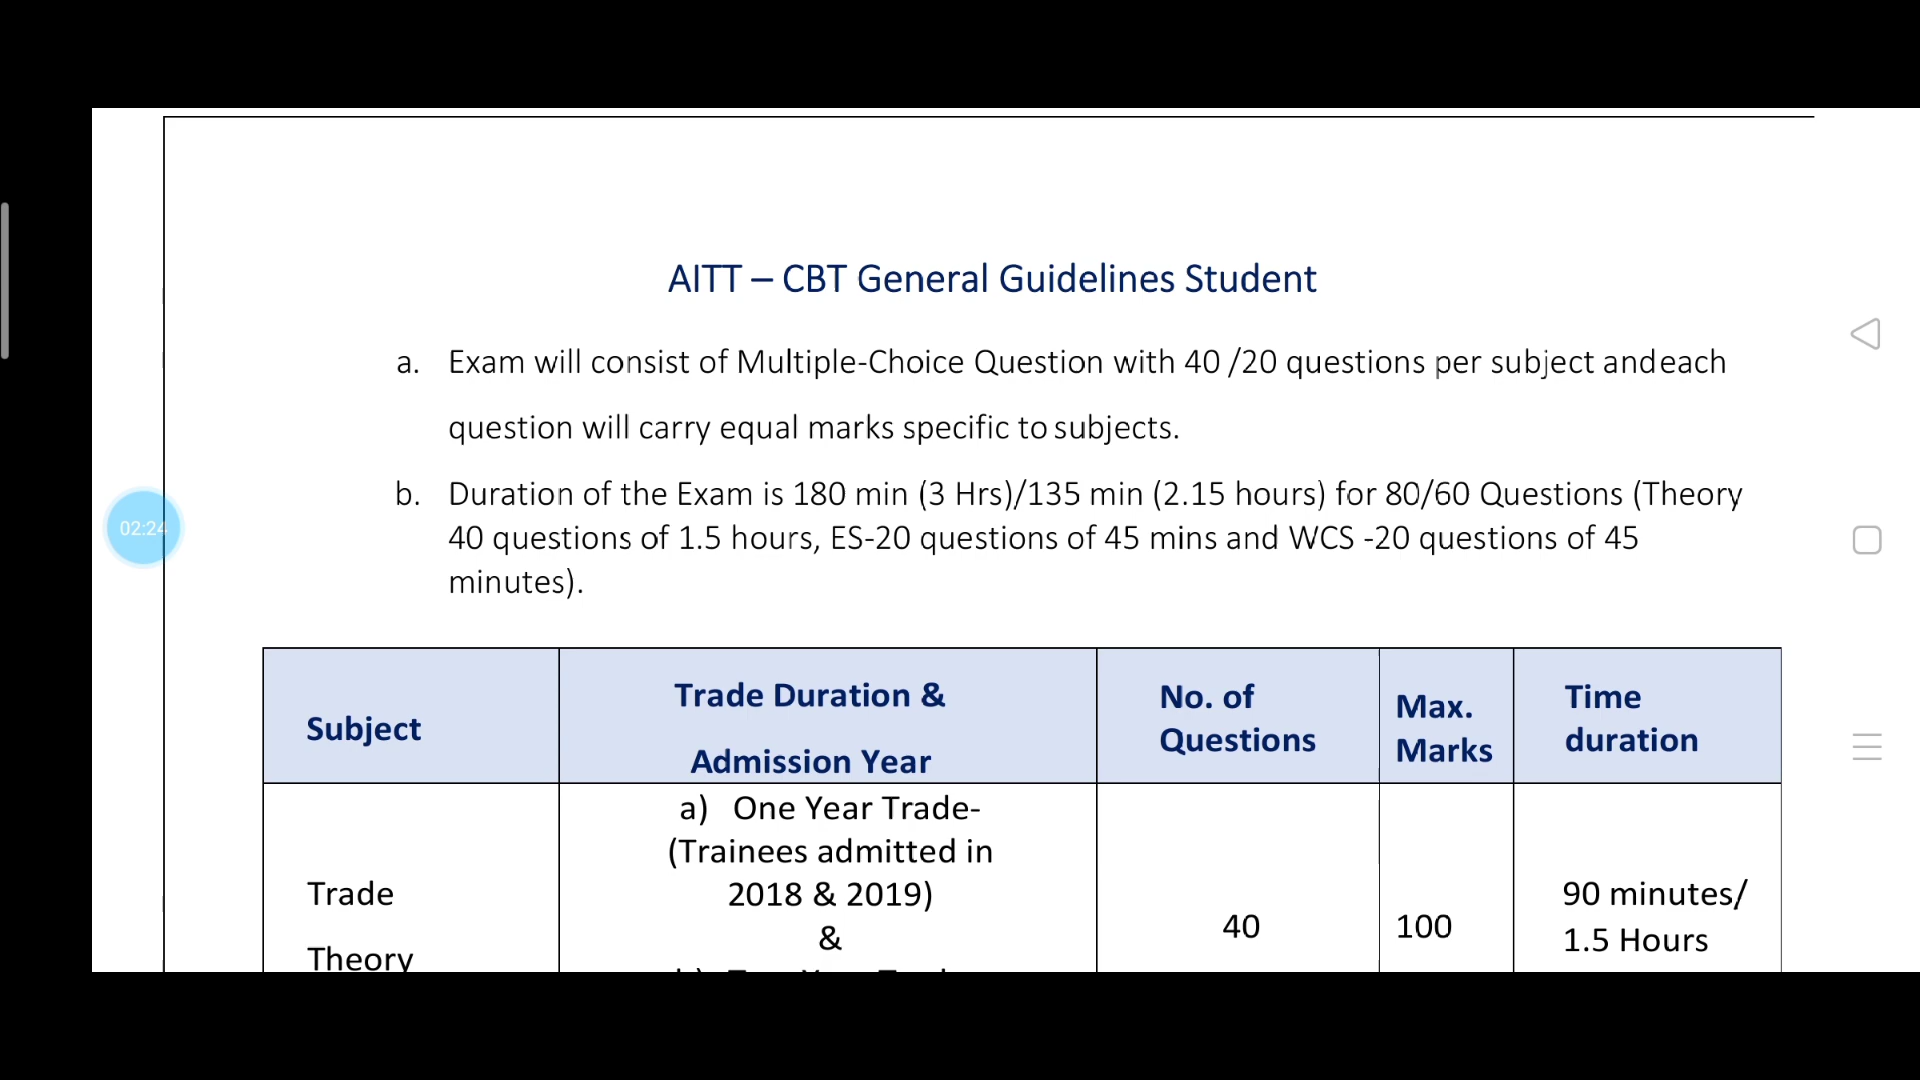 AITT – CBT General Guidelines Student
a. Exam will consist of Multiple-Choice Question with 40 /20 questions per subject andeach
question will carry equal marks specific to subjects.
b. Duration of the Exam is 180 min (3 Hrs)/135 min (2.15 hours) for 80/60 Questions (Theory
40 questions of 1.5 hours, ES-20 questions of 45 mins and WCS -20 questions of 45
minutes).
02:24
Subject
Trade Duration &
Admission Year
No. of
Questions
Max.
Marks
Time
duration
Trade
Theory
a) One Year Trade-
(Trainees admitted in
2018 & 2019)
&
40
100
90 minutes/
1.5 Hours